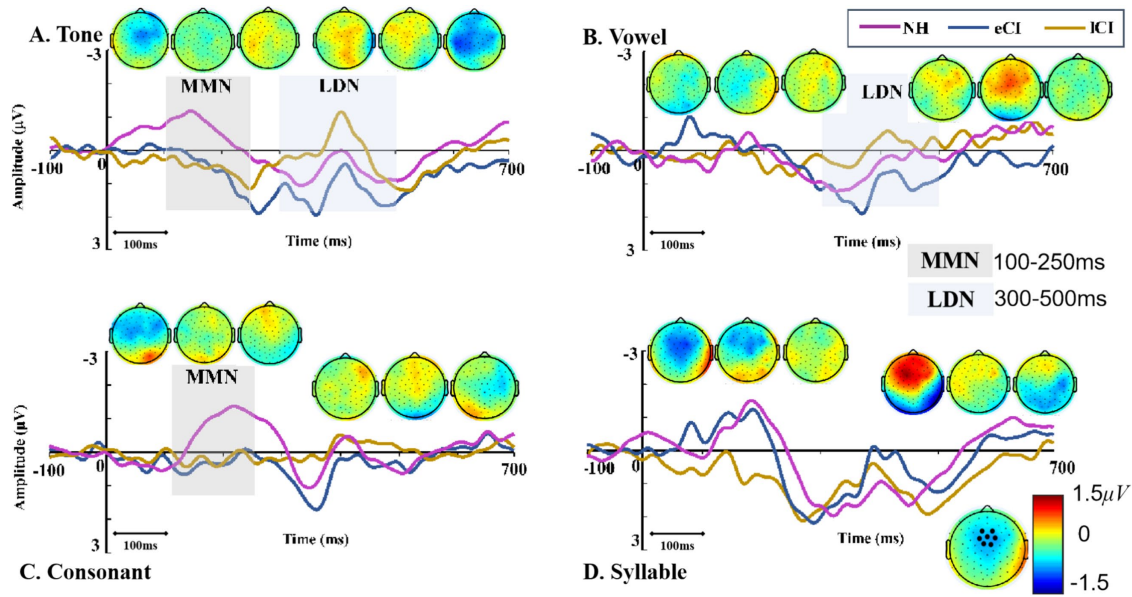 A. Tone
-3
MMN
LDN
Amplitude (μV)
0
-100
700
3
100ms
Time (ms)
B. Vowel
NH
eCI
lCI
-3
LDN
0
-100
700
3
100ms
Time (ms)
MMN 100-250ms
LDN 300-500ms
-3
MMN
Amplitude (μV)
0
-100
700
3
100ms
Time (ms)
C. Consonant
-3
0
-100
700
3
100ms
Time (ms)
D. Syllable
1.5μV
0
-1.5